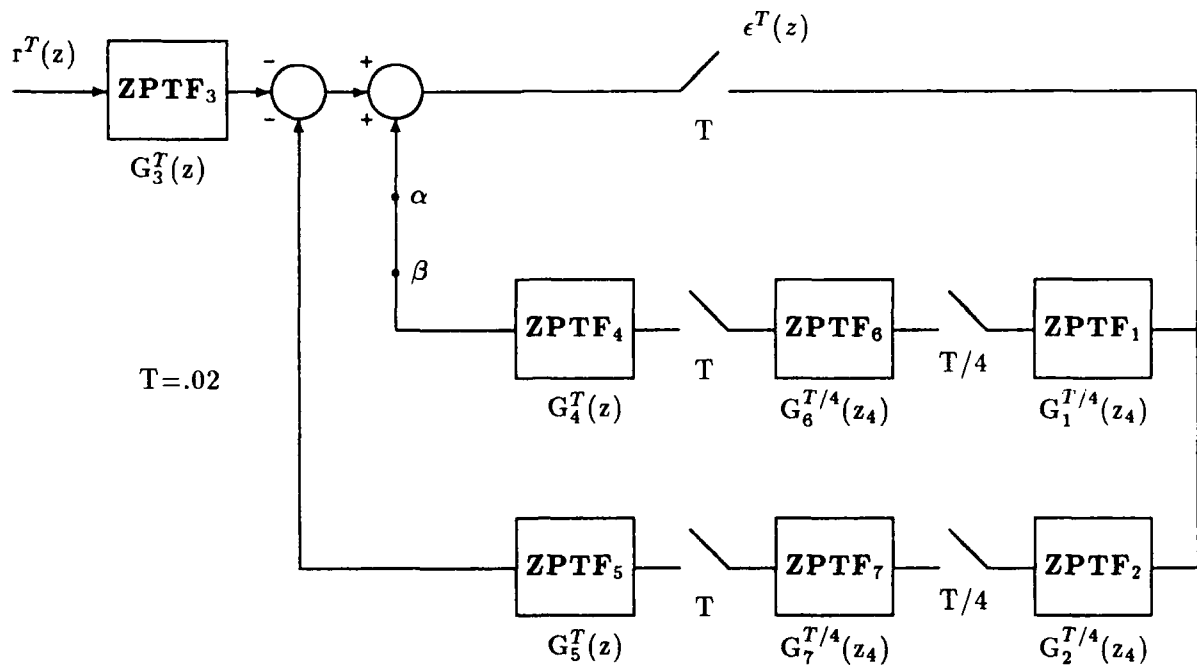 r^T(z)
ε^T(z)
- + 
ZPTF₃
- +
T
G₃^T(z)
α
β
ZPTF₄ ZPTF₆ ZPTF₁
T=.02
T T/4
G₄^T(z) G₆^{T/4}(z₄) G₁^{T/4}(z₄)
ZPTF₅ ZPTF₇ ZPTF₂
T T/4
G₅^T(z) G₇^{T/4}(z₄) G₂^{T/4}(z₄)